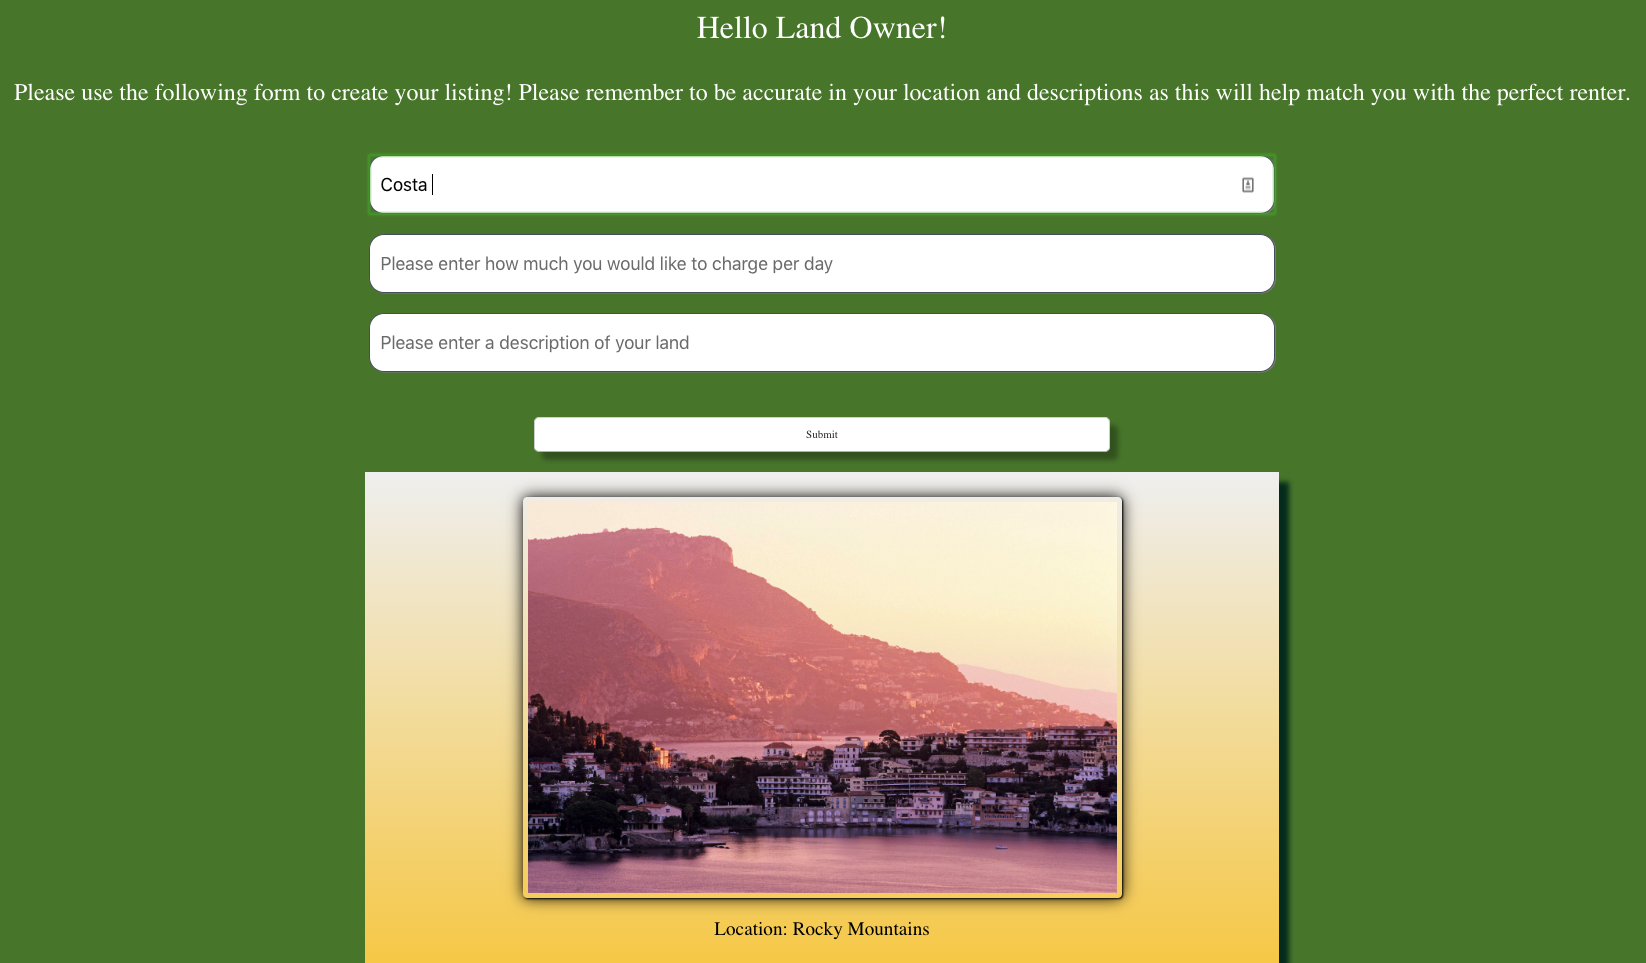 Hello Land Owner!
Please use the following form to create your listing! Please remember to be accurate in your location and descriptions as this will help match you with the perfect renter.
Costa
Please enter how much you would like to charge per day
Please enter a description of your land
Submit
Location: Rocky Mountains